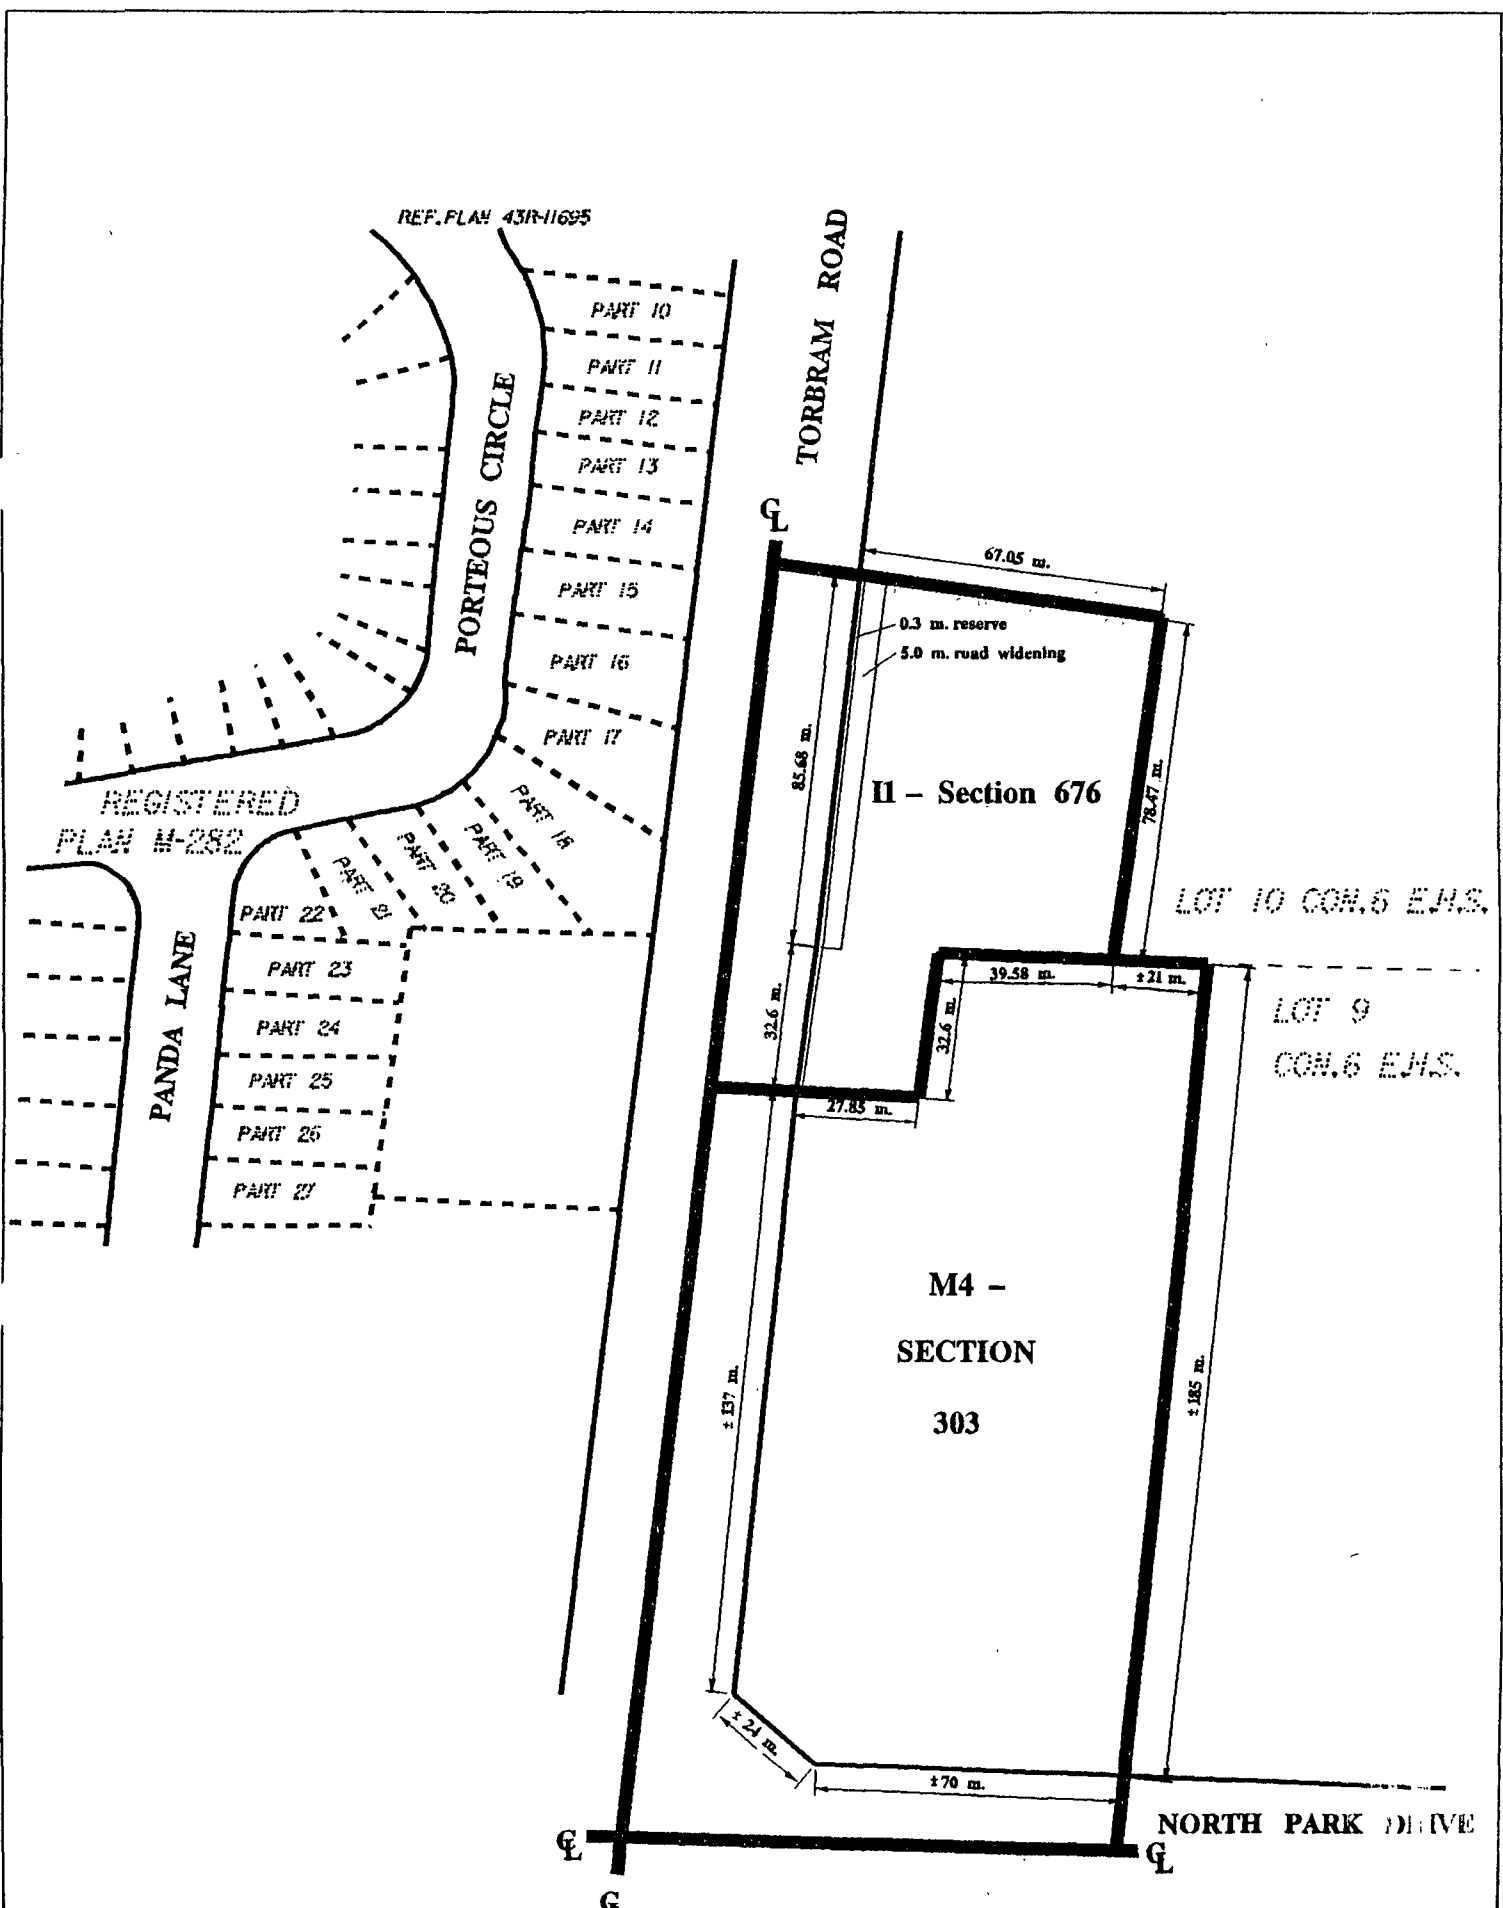 REF. PLAN 43R-11695
TORBRAM ROAD
PART 10
PART 11
PART 12
PART 13
PART 14
PART 15
PART 16
PART 17
PART 18
PART 19
PART 20
PART 21
PART 22
PART 23
PART 24
PART 25
PART 26
PART 27
PORTEOUS CIRCLE
REGISTERED
PLAN M-282
PANDA LANE
CL
67.05 m.
0.3 m. reserve
5.0 m. road widening
85.68 m.
I1 – Section 676
78.47 m.
LOT 10 CON.6 E.H.S.
39.58 m.
±21 m.
32.6 m.
32.6 m.
LOT 9
CON.6 E.H.S.
27.85 m.
M4 –
SECTION
303
±137 m.
±185 m.
±24 m.
±70 m.
NORTH PARK DRIVE
CL
CL
C